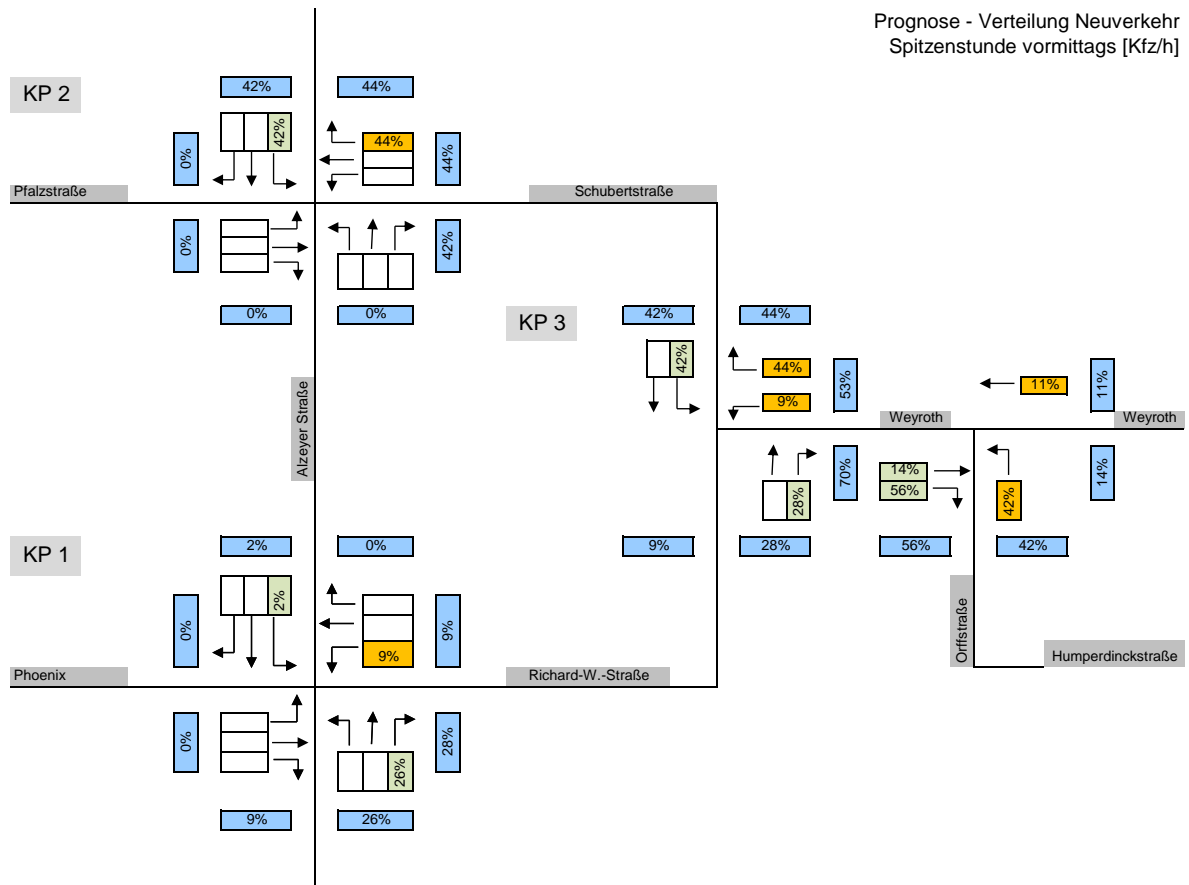 Prognose - Verteilung Neuverkehr
Spitzenstunde vormittags [Kfz/h]
KP 2
42%
44%
0%
42%
44%
44%
Pfalzstraße
Schubertstraße
0%
42%
0%
0%
KP 3
42%
44%
Alzeyer Straße
42%
44%
9%
53%
11%
11%
Weyroth
Weyroth
28%
70%
14%
56%
42%
14%
KP 1
2%
0%
9%
28%
56%
42%
0%
2%
9%
9%
Orffstraße
Humperdinckstraße
Phoenix
Richard-W.-Straße
0%
26%
28%
9%
26%